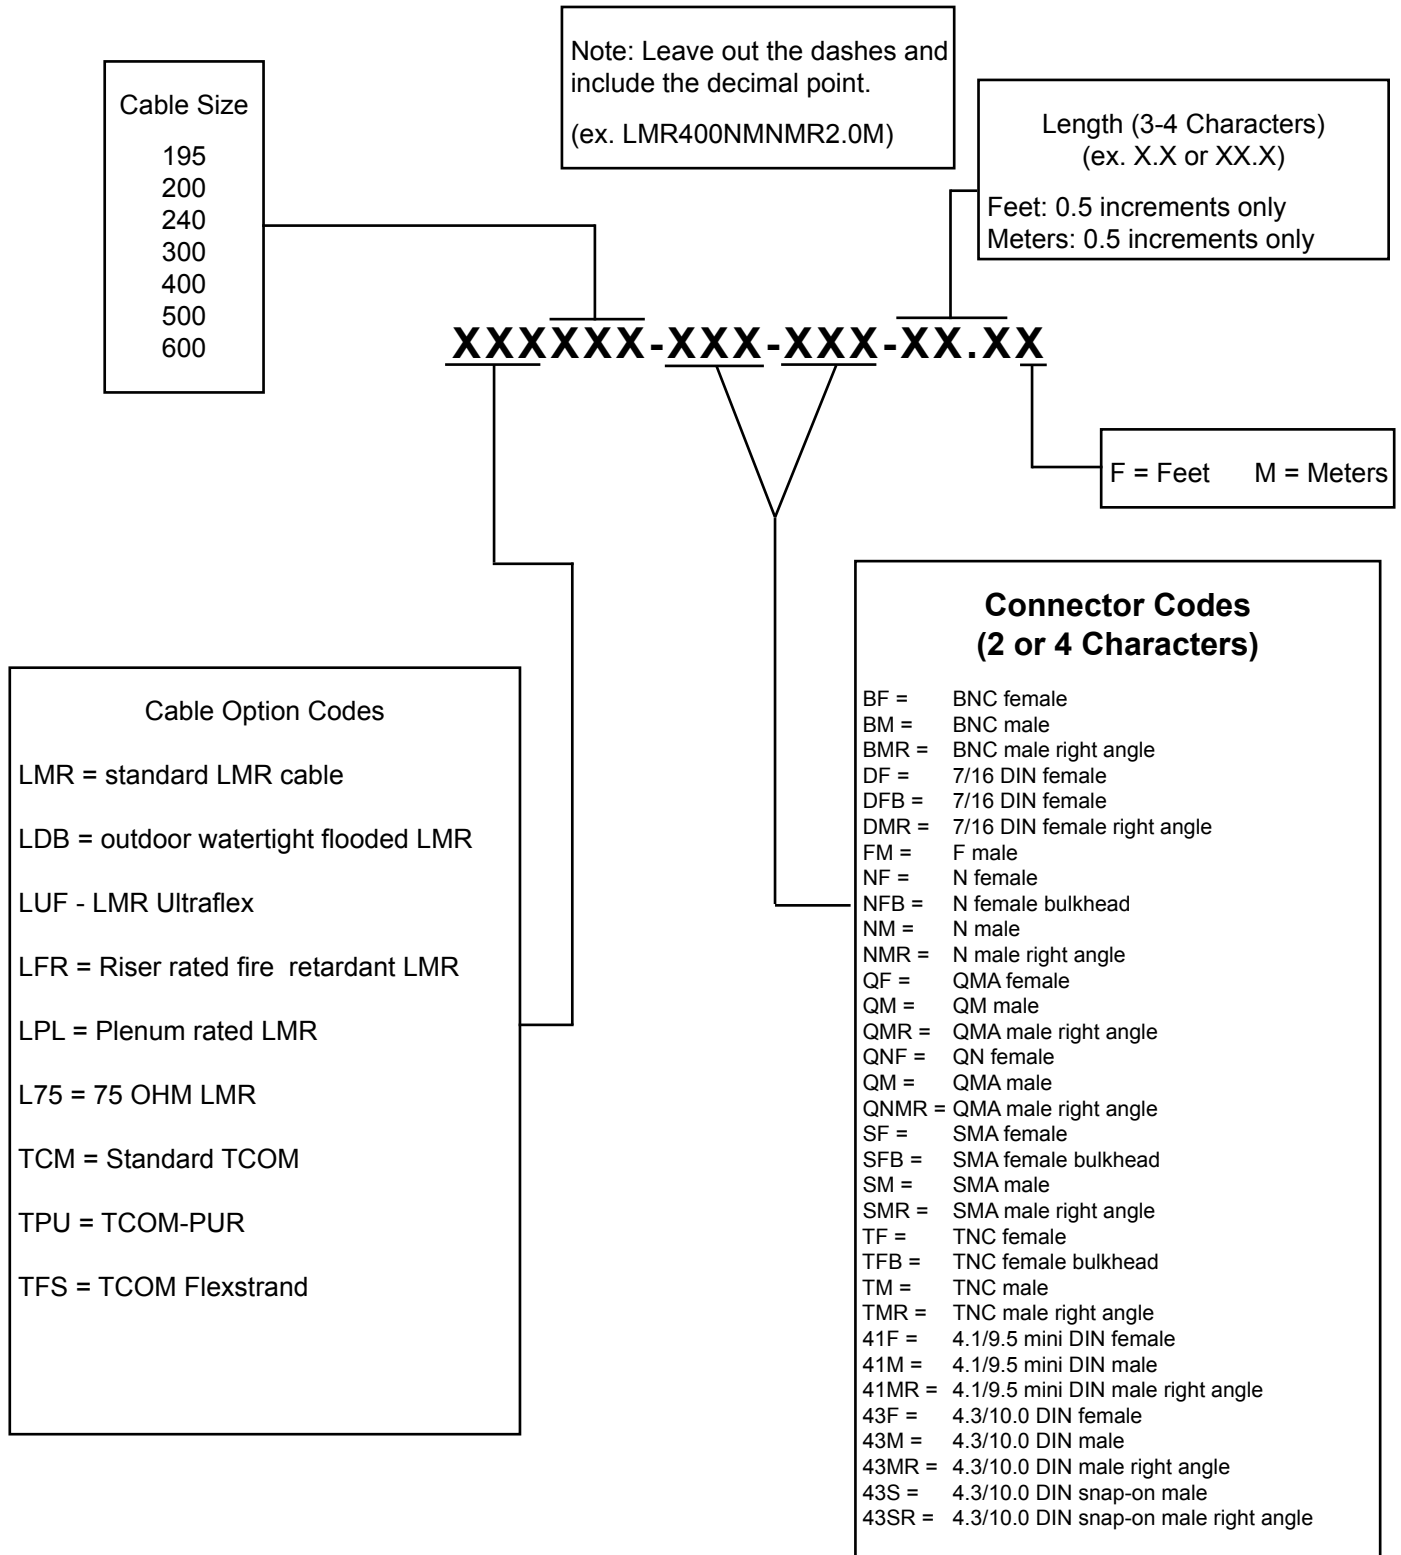 Note: Leave out the dashes and
include the decimal point.
(ex. LMR400NMNMR2.0M)
Cable Size
195
200
240
300
400
500
600
Length (3-4 Characters)
(ex. X.X or XX.X)
Feet: 0.5 increments only
Meters: 0.5 increments only
XXXXXX-XXX-XXX-XX.XX
F = Feet M = Meters
Cable Option Codes
LMR = standard LMR cable
LDB = outdoor watertight flooded LMR
LUF - LMR Ultraflex
LFR = Riser rated fire retardant LMR
LPL = Plenum rated LMR
L75 = 75 OHM LMR
TCM = Standard TCOM
TPU = TCOM-PUR
TFS = TCOM Flexstrand
Connector Codes
(2 or 4 Characters)
BF = BNC female
BM = BNC male
BMR = BNC male right angle
DF = 7/16 DIN female
DFB = 7/16 DIN female
DMR = 7/16 DIN female right angle
FM = F male
NF = N female
NFB = N female bulkhead
NM = N male
NMR = N male right angle
QF = QMA female
QM = QM male
QMR = QMA male right angle
QNF = QN female
QM = QMA male
QNMR = QMA male right angle
SF = SMA female
SFB = SMA female bulkhead
SM = SMA male
SMR = SMA male right angle
TF = TNC female
TFB = TNC female bulkhead
TM = TNC male
TMR = TNC male right angle
41F = 4.1/9.5 mini DIN female
41M = 4.1/9.5 mini DIN male
41MR = 4.1/9.5 mini DIN male right angle
43F = 4.3/10.0 DIN female
43M = 4.3/10.0 DIN male
43MR = 4.3/10.0 DIN male right angle
43S = 4.3/10.0 DIN snap-on male
43SR = 4.3/10.0 DIN snap-on male right angle